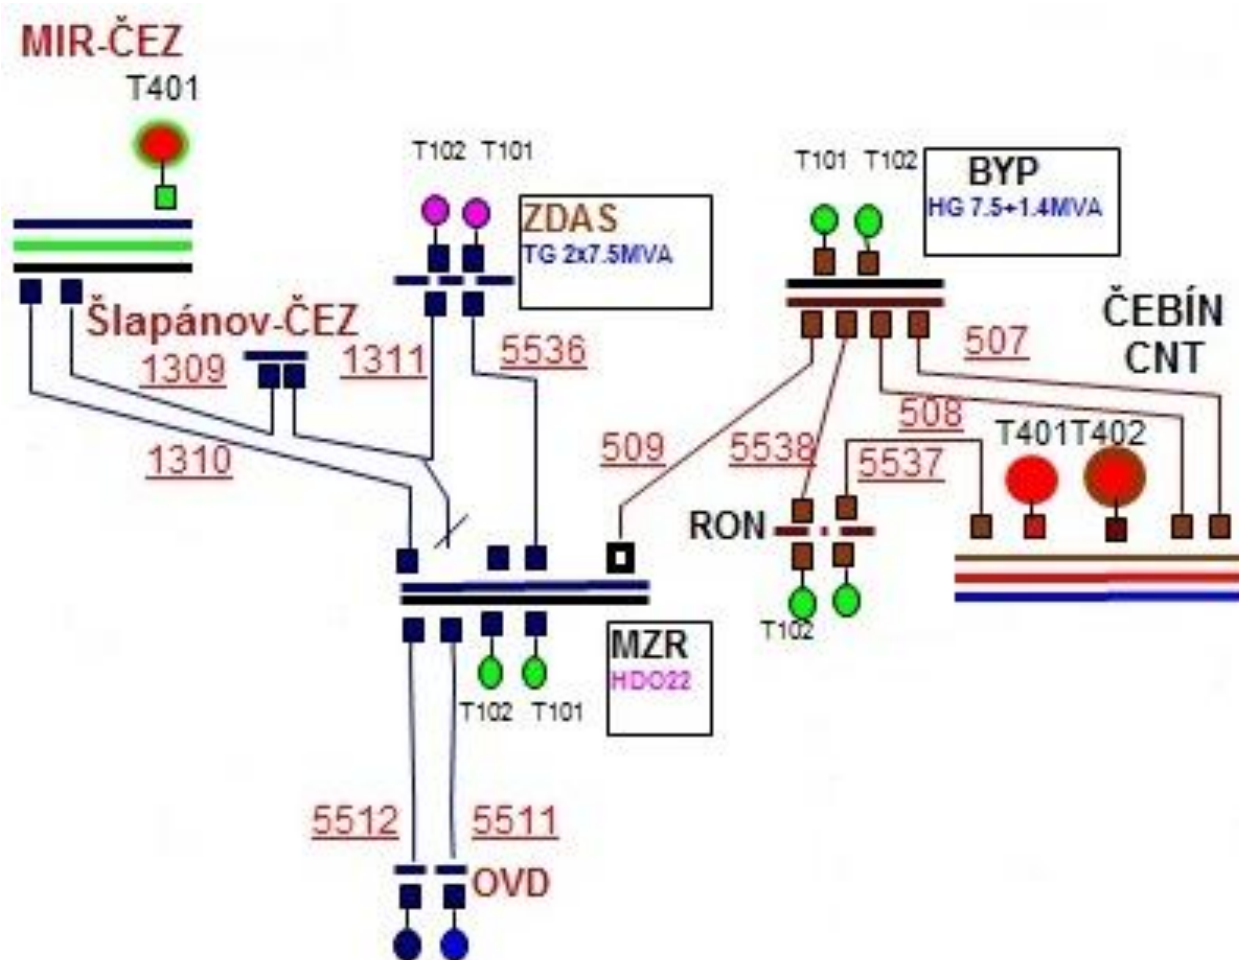 MIR-ČEZ
T401
T102 T101
ZDAS
TG 2x7.5MVA
T101 T102
BYP
HG 7.5+1.4MVA
Šlapánov-ČEZ
1309
1311
5536
1310
509
5538
508
5537
507
ČEBÍN
CNT
T401T402
RON
T102
MZR
HDO22
T102 T101
5512
5511
OVD